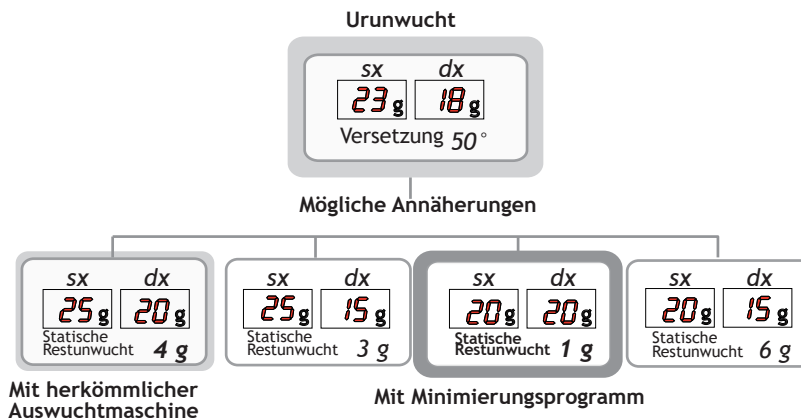 Urunwucht
sx dx
23 g 18 g
Versetzung 50°
Mögliche Annäherungen
sx dx
25 g 20 g
Statische
Restunwucht 4 g
sx dx
25 g 15 g
Statische
Restunwucht 3 g
sx dx
20 g 20 g
Statische
Restunwucht 1 g
sx dx
20 g 15 g
Statische
Restunwucht 6 g
Mit herkömmlicher
Auswuchtmaschine
Mit Minimierungsprogramm